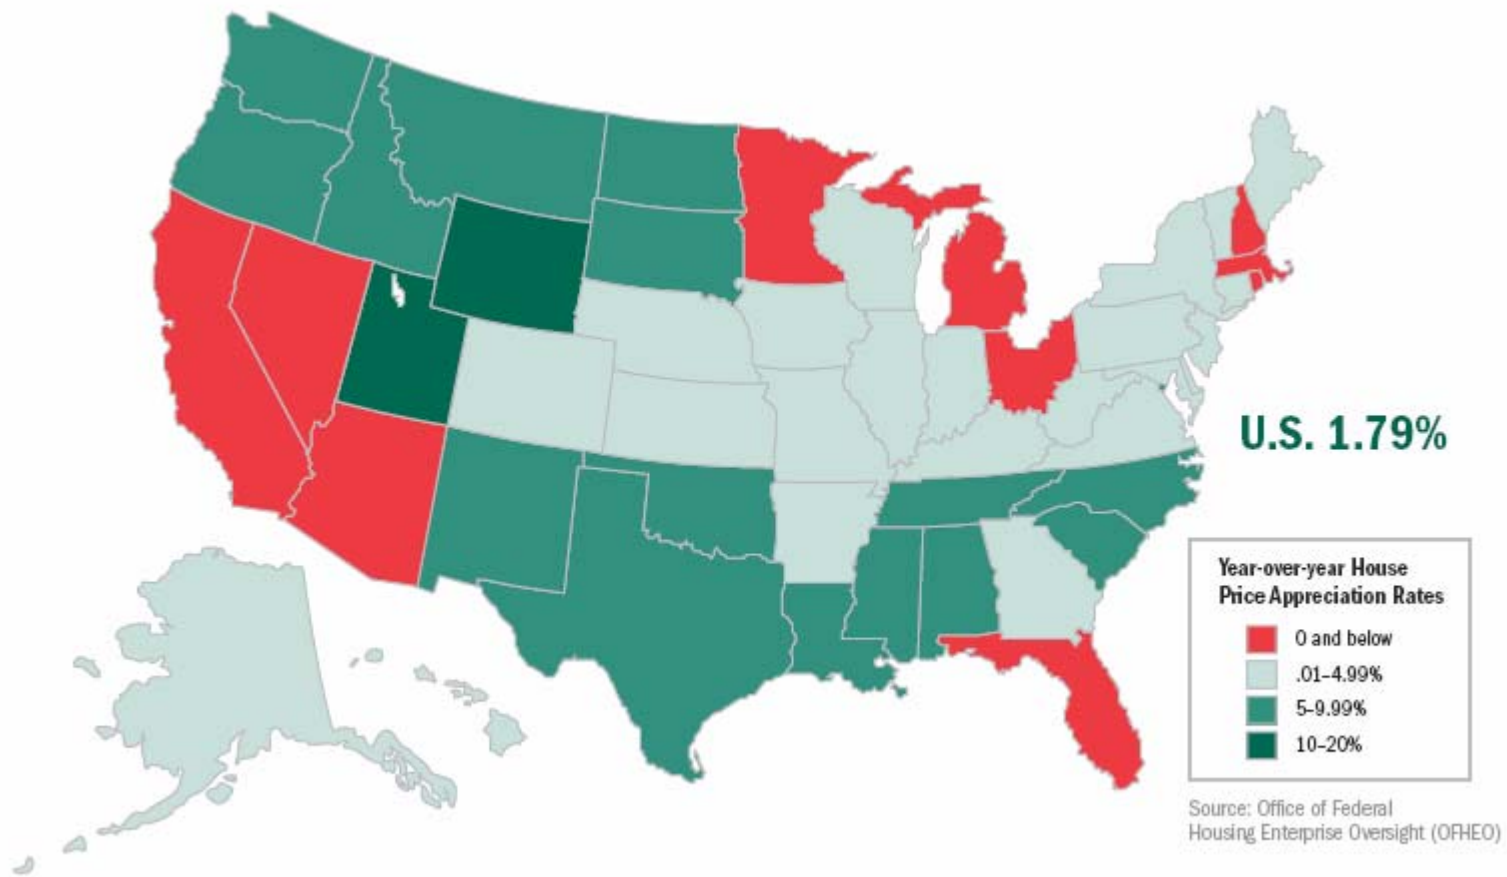 U.S. 1.79%
Year-over-year House
Price Appreciation Rates
0 and below
.01–4.99%
5–9.99%
10–20%
Source: Office of Federal
Housing Enterprise Oversight (OFHEO)